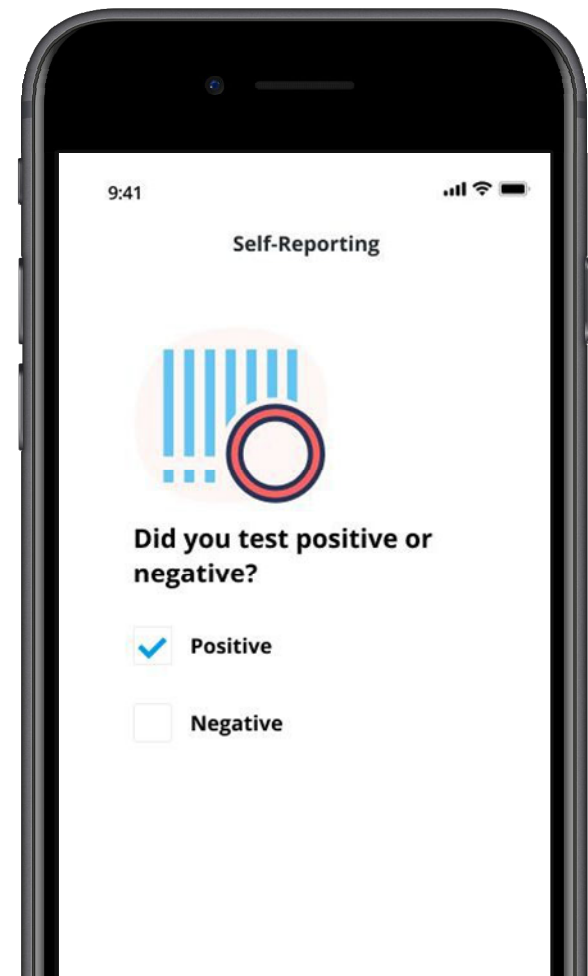 9:41
Self-Reporting
Did you test positive or
negative?
Positive
Negative